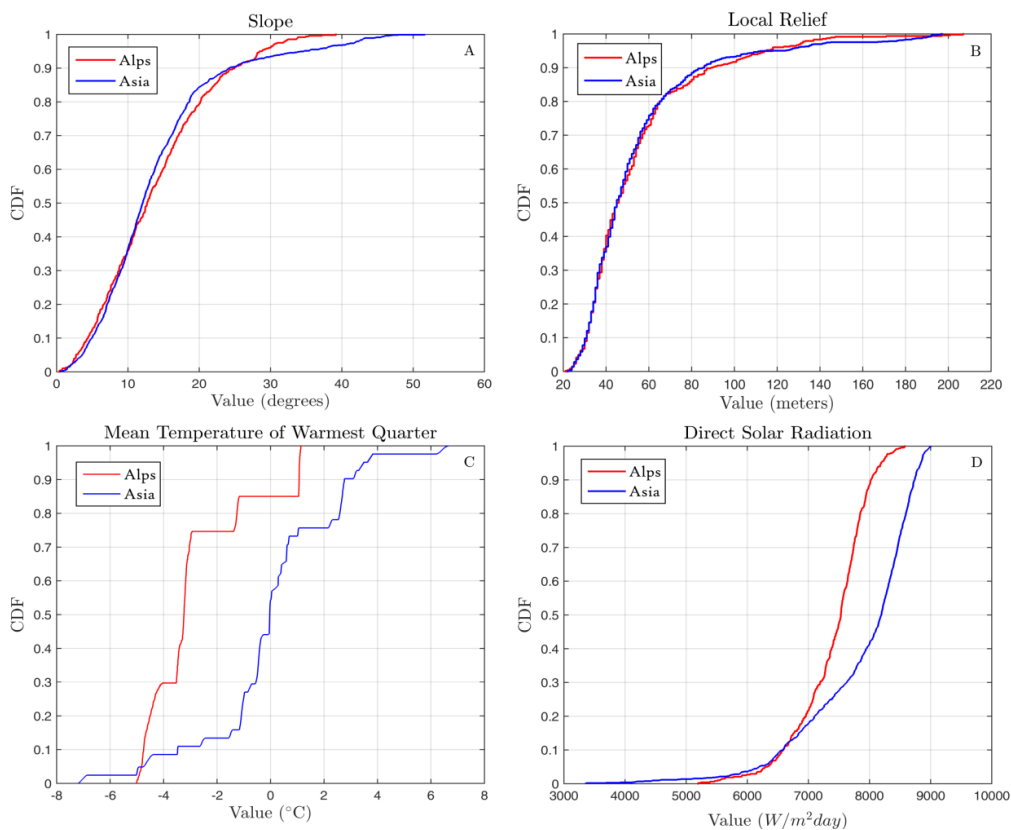 Slope
A
Alps
Asia
CDF
1
0.9
0.8
0.7
0.6
0.5
0.4
0.3
0.2
0.1
0
0 10 20 30 40 50 60
Value (degrees)
Local Relief
B
Alps
Asia
CDF
1
0.9
0.8
0.7
0.6
0.5
0.4
0.3
0.2
0.1
0
20 40 60 80 100 120 140 160 180 200 220
Value (meters)
Mean Temperature of Warmest Quarter
C
Alps
Asia
CDF
1
0.9
0.8
0.7
0.6
0.5
0.4
0.3
0.2
0.1
0
-8 -6 -4 -2 0 2 4 6 8
Value (°C)
Direct Solar Radiation
D
Alps
Asia
CDF
1
0.9
0.8
0.7
0.6
0.5
0.4
0.3
0.2
0.1
0
3000 4000 5000 6000 7000 8000 9000 10000
Value (W/m²day)